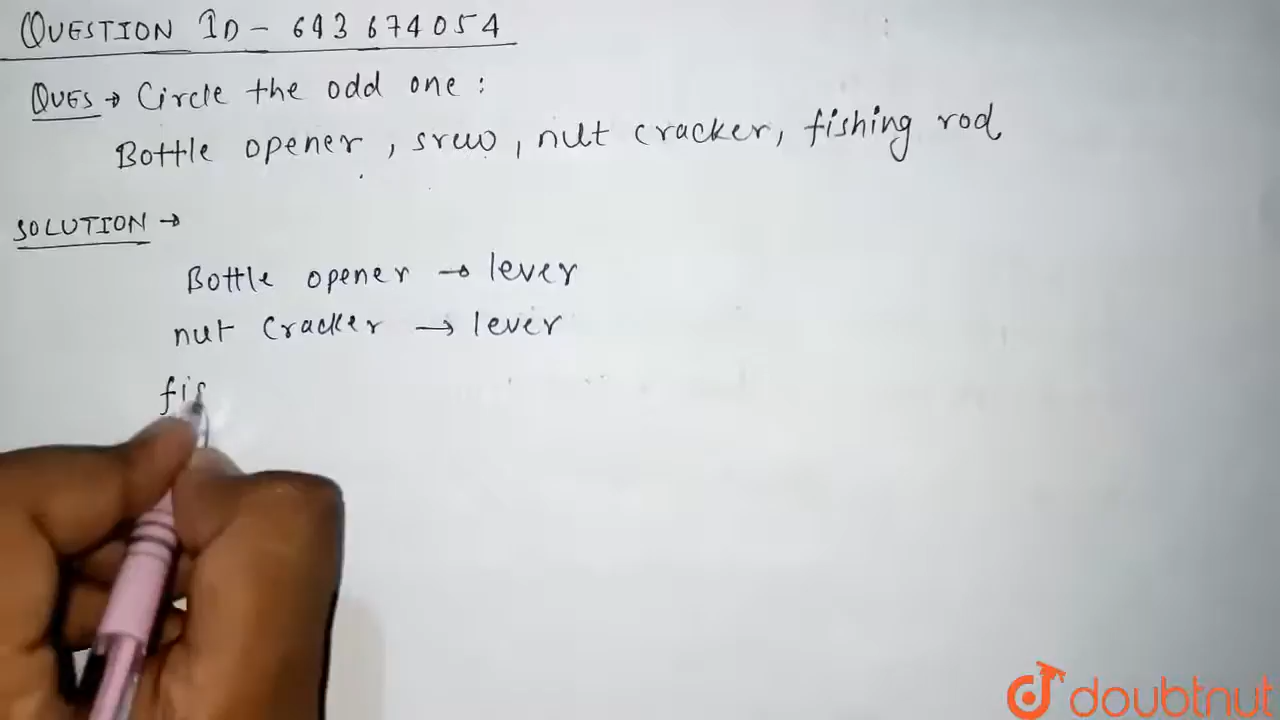 QUESTION ID - 643674054
QUES → Circle the odd one :
Bottle opener , srew , nut cracker, fishing rod
SOLUTION →
Bottle opener → lever
nut cracker → lever
fis
doubtnut